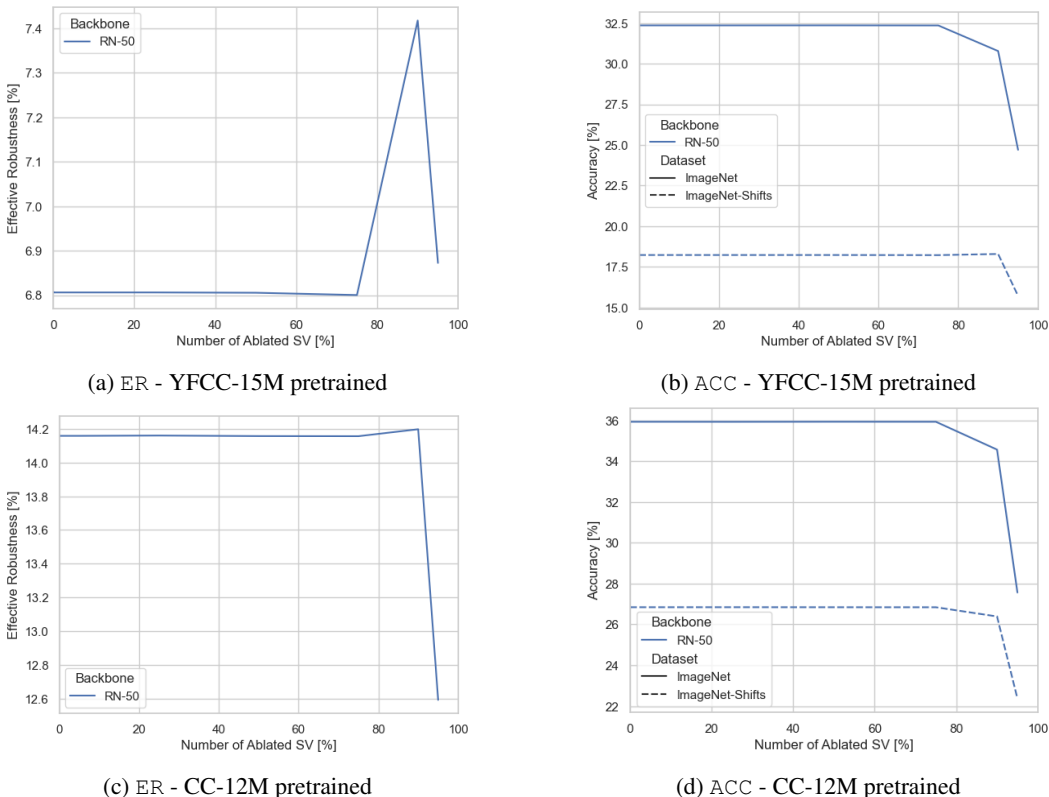 7.4
7.3
7.2
7.1
7.0
6.9
6.8
Effective Robustness [%]
Backbone
RN-50
0 20 40 60 80 100
Number of Ablated SV [%]
(a) ER - YFCC-15M pretrained
32.5
32.0
27.5
25.0
22.5
20.0
17.5
15.0
Accuracy [%]
Backbone
RN-50
Dataset
ImageNet
ImageNet-Shifts
0 20 40 60 80 100
Number of Ablated SV [%]
(b) ACC - YFCC-15M pretrained
14.2
14.0
13.8
13.6
13.4
13.2
13.0
12.8
12.6
Effective Robustness [%]
Backbone
RN-50
0 20 40 60 80 100
Number of Ablated SV [%]
(c) ER - CC-12M pretrained
36
34
32
30
28
26
24
22
Accuracy [%]
Backbone
RN-50
Dataset
ImageNet
ImageNet-Shifts
0 20 40 60 80 100
Number of Ablated SV [%]
(d) ACC - CC-12M pretrained